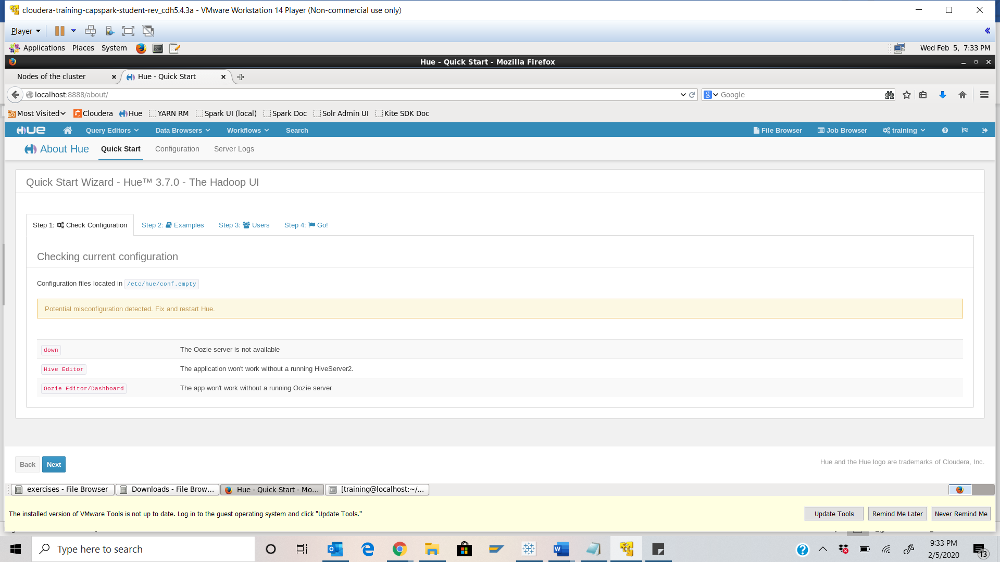 cloudera-training-capspark-student-rev_cdh5.4.3a - VMware Workstation 14 Player (Non-commercial use only)
Player
Applications Places System Wed Feb 5, 7:33 PM
Hue - Quick Start - Mozilla Firefox
Nodes of the cluster Hue - Quick Start
localhost:8888/about/ Google
Most Visited Cloudera Hue YARN RM Spark UI (local) Spark Doc Solr Admin UI Kite SDK Doc
HUE Query Editors Data Browsers Workflows Search File Browser Job Browser training
About Hue Quick Start Configuration Server Logs
Quick Start Wizard - Hue™ 3.7.0 - The Hadoop UI
Step 1: Check Configuration Step 2: Examples Step 3: Users Step 4: Go!
Checking current configuration
Configuration files located in /etc/hue/conf.empty
Potential misconfiguration detected. Fix and restart Hue.
down The Oozie server is not available
Hive Editor The application won't work without a running HiveServer2.
Oozie Editor/Dashboard The app won't work without a running Oozie server
Back Next Hue and the Hue logo are trademarks of Cloudera, Inc.
exercises - File Browser Downloads - File Brow... Hue - Quick Start - Mo... [training@localhost:~/...
The installed version of VMware Tools is not up to date. Log in to the guest operating system and click "Update Tools." Update Tools Remind Me Later Never Remind Me
Type here to search 9:33 PM
2/5/2020 13